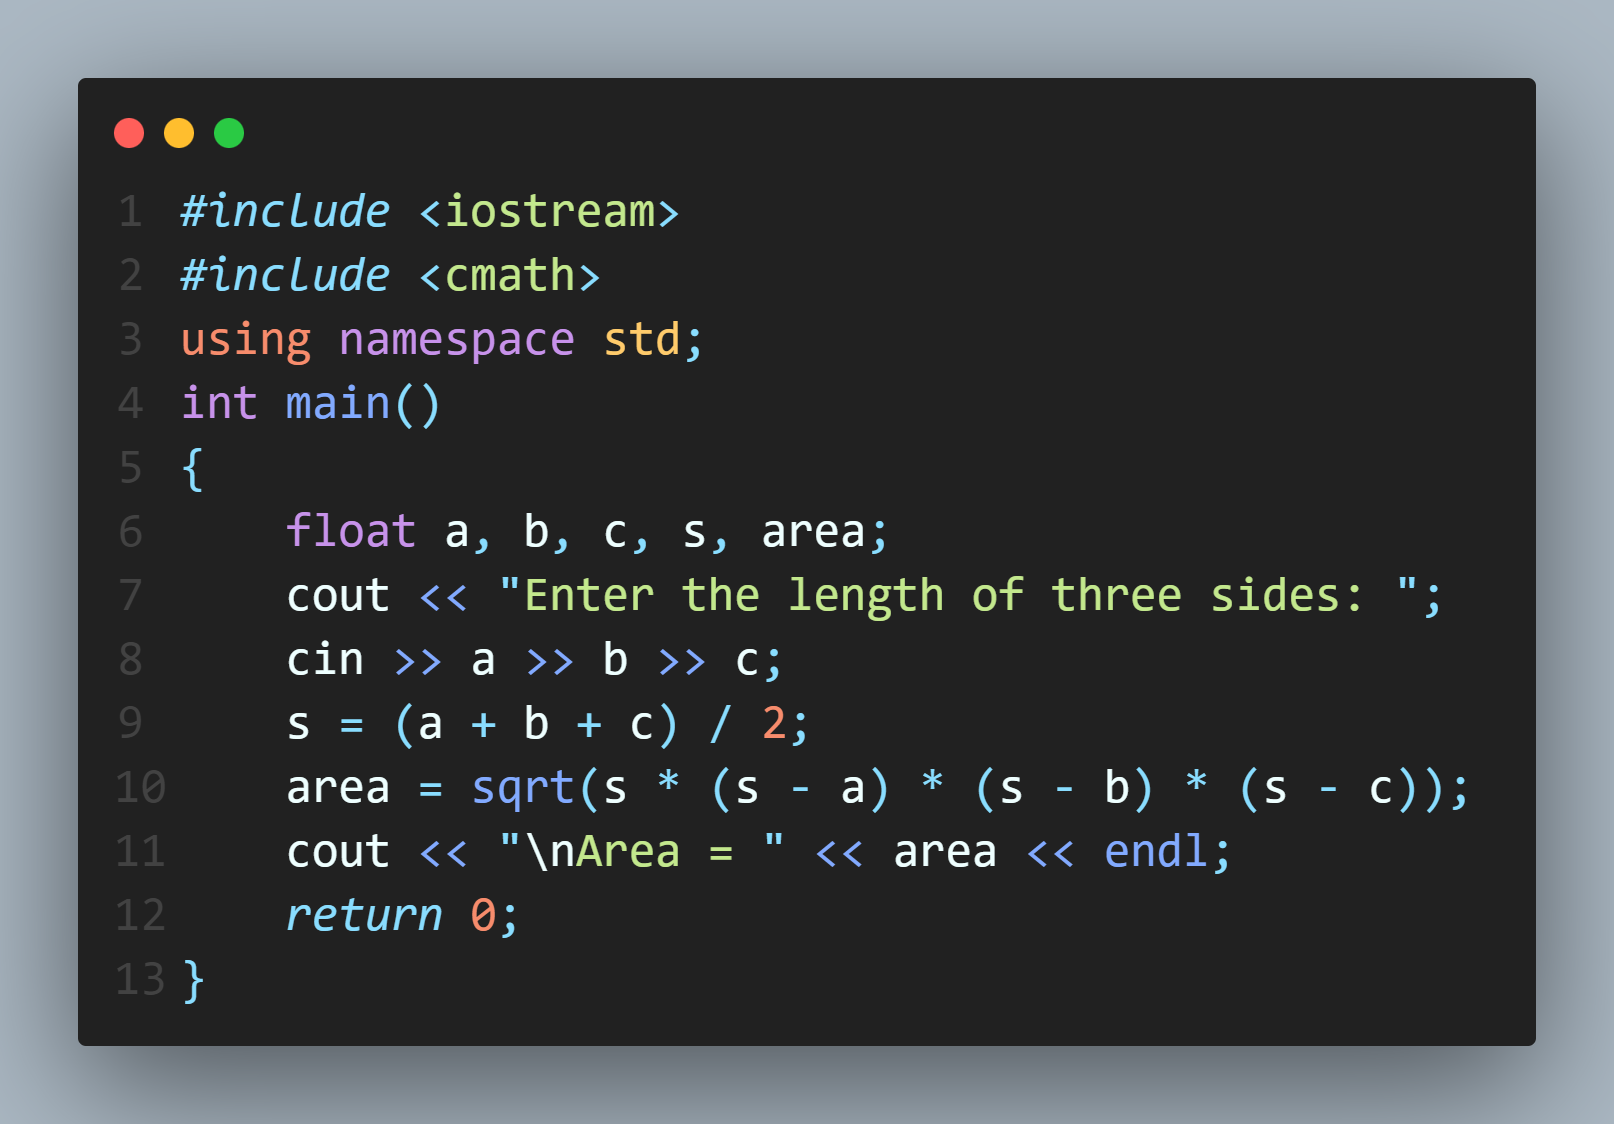 1 #include <iostream>
2 #include <cmath>
3 using namespace std;
4 int main()
5 {
6     float a, b, c, s, area;
7     cout << "Enter the length of three sides: ";
8     cin >> a >> b >> c;
9     s = (a + b + c) / 2;
10     area = sqrt(s * (s - a) * (s - b) * (s - c));
11     cout << "\nArea = " << area << endl;
12     return 0;
13 }